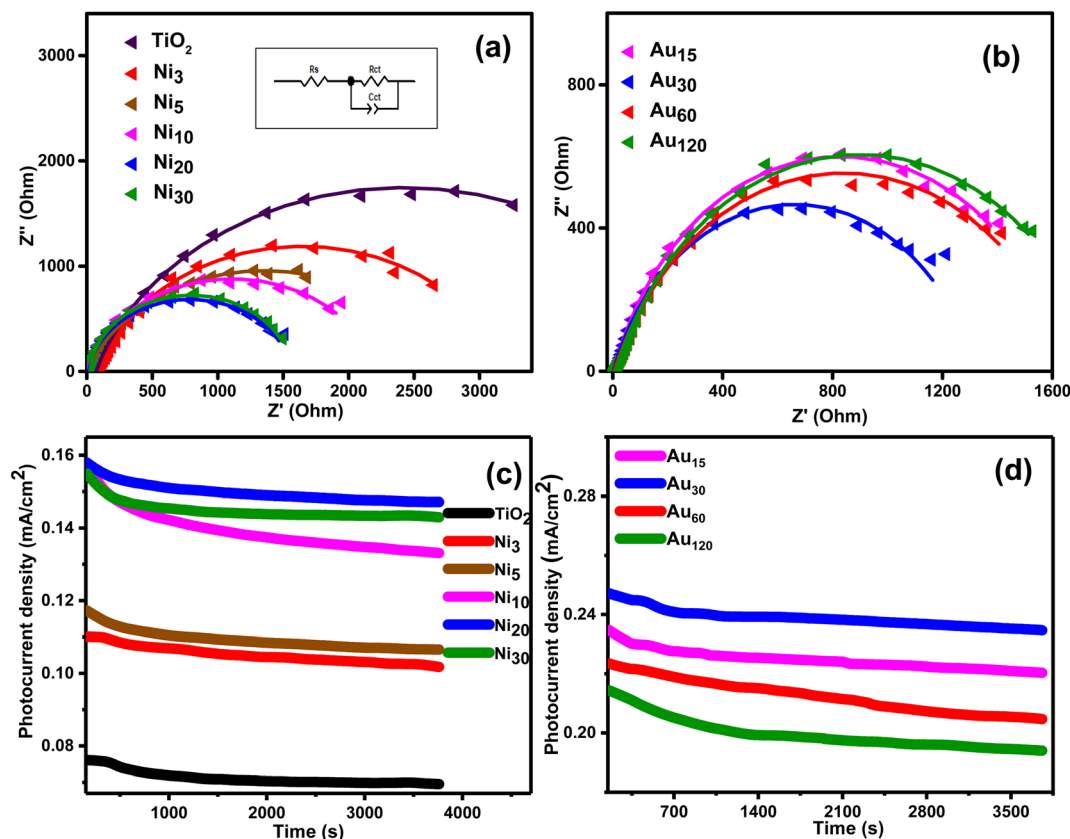 (a)
TiO2
Ni3
Ni5
Ni10
Ni20
Ni30
Rs
Rct
Cct
3000
2000
1000
0
Z'' (Ohm)
0 500 1000 1500 2000 2500 3000
Z' (Ohm)
(b)
Au15
Au30
Au60
Au120
800
400
0
Z'' (Ohm)
0 400 800 1200 1600
Z' (Ohm)
(c)
0.16
0.14
0.12
0.10
0.08
Photocurrent density (mA/cm2)
TiO2
Ni3
Ni5
Ni10
Ni20
Ni30
1000 2000 3000 4000
Time (s)
(d)
Au15
Au30
Au60
Au120
0.28
0.24
0.20
Photocurrent density (mA/cm2)
700 1400 2100 2800 3500
Time (s)